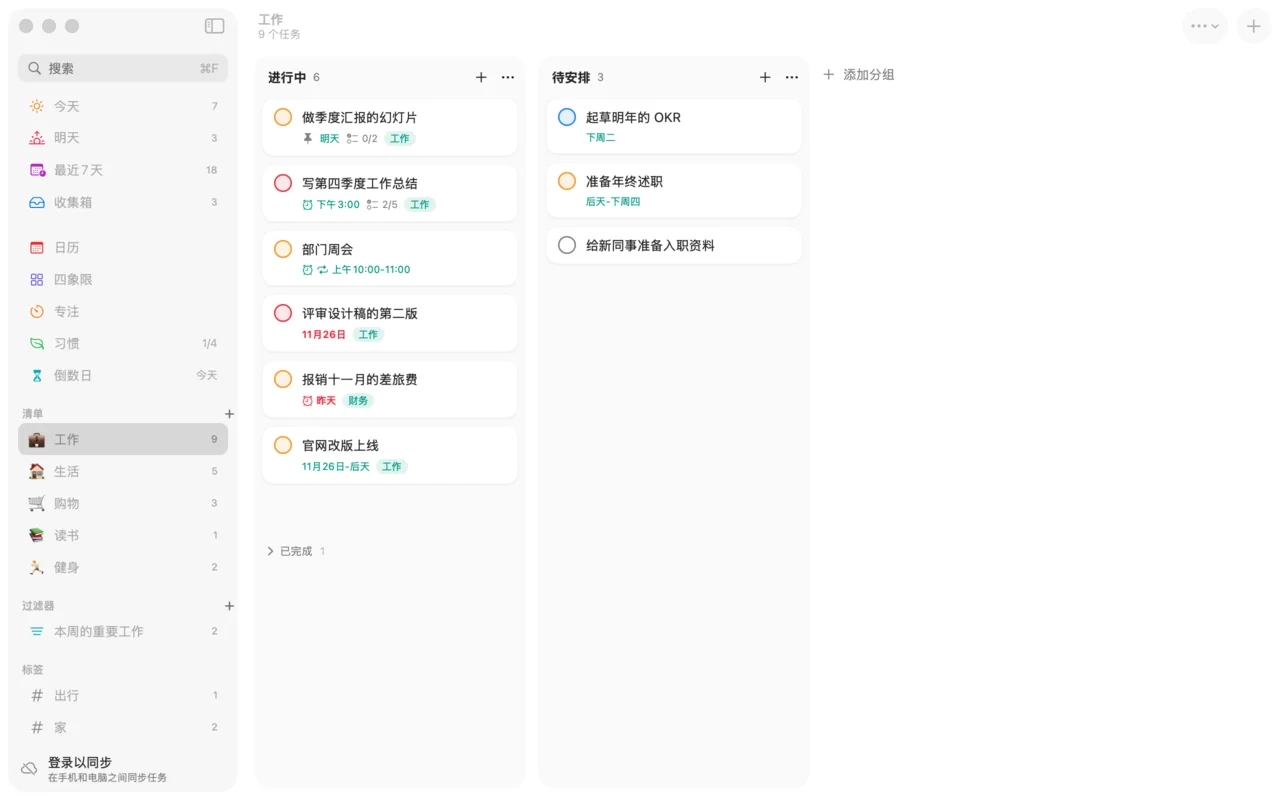 搜索 ⌘F
今天 7
明天 3
最近 7 天 18
收集箱 3
日历
四象限
专注
习惯 1/4
倒数日 今天
清单
工作 9
生活 5
购物 3
读书 1
健身 2
过滤器
本周的重要工作 2
标签
# 出行 1
# 家 2
登录以同步
在手机和电脑之间同步任务
工作
9 个任务
进行中 6
做季度汇报的幻灯片
明天 0/2 工作
写第四季度工作总结
下午 3:00 2/5 工作
部门周会
上午 10:00-11:00
评审设计稿的第二版
11月26日 工作
报销十一月的差旅费
昨天 财务
官网改版上线
11月26日-后天 工作
已完成 1
待安排 3
起草明年的 OKR
下周二
准备年终述职
后天-下周四
给新同事准备入职资料
添加分组